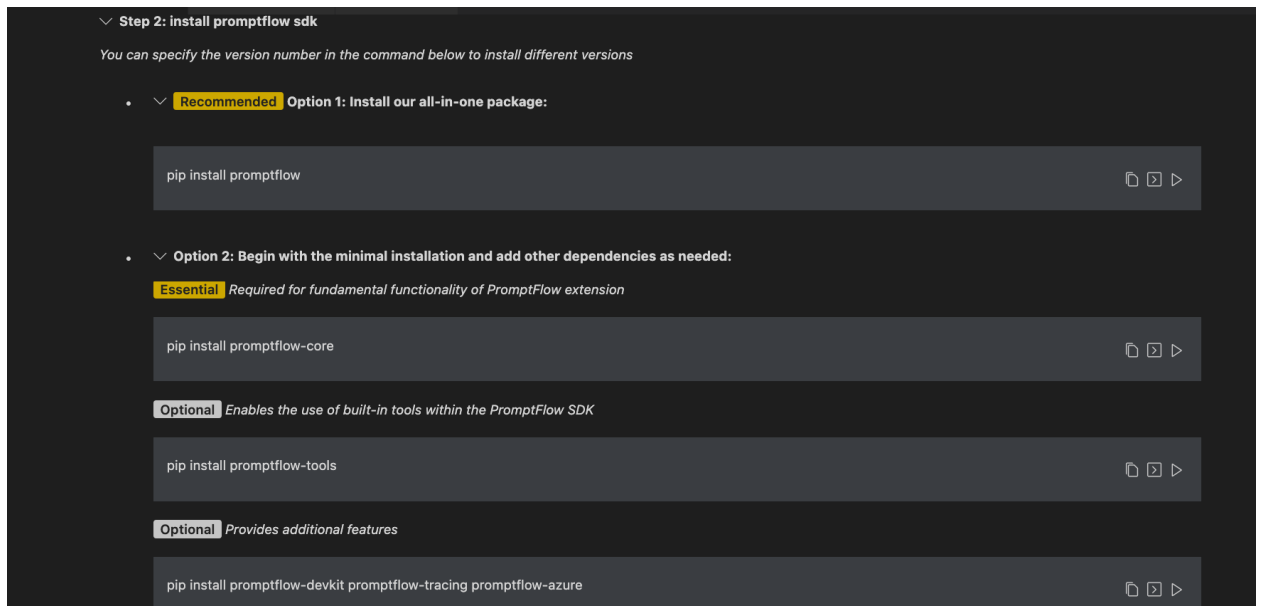 Step 2: install promptflow sdk
You can specify the version number in the command below to install different versions
Recommended Option 1: Install our all-in-one package:
pip install promptflow
Option 2: Begin with the minimal installation and add other dependencies as needed:
Essential Required for fundamental functionality of PromptFlow extension
pip install promptflow-core
Optional Enables the use of built-in tools within the PromptFlow SDK
pip install promptflow-tools
Optional Provides additional features
pip install promptflow-devkit promptflow-tracing promptflow-azure